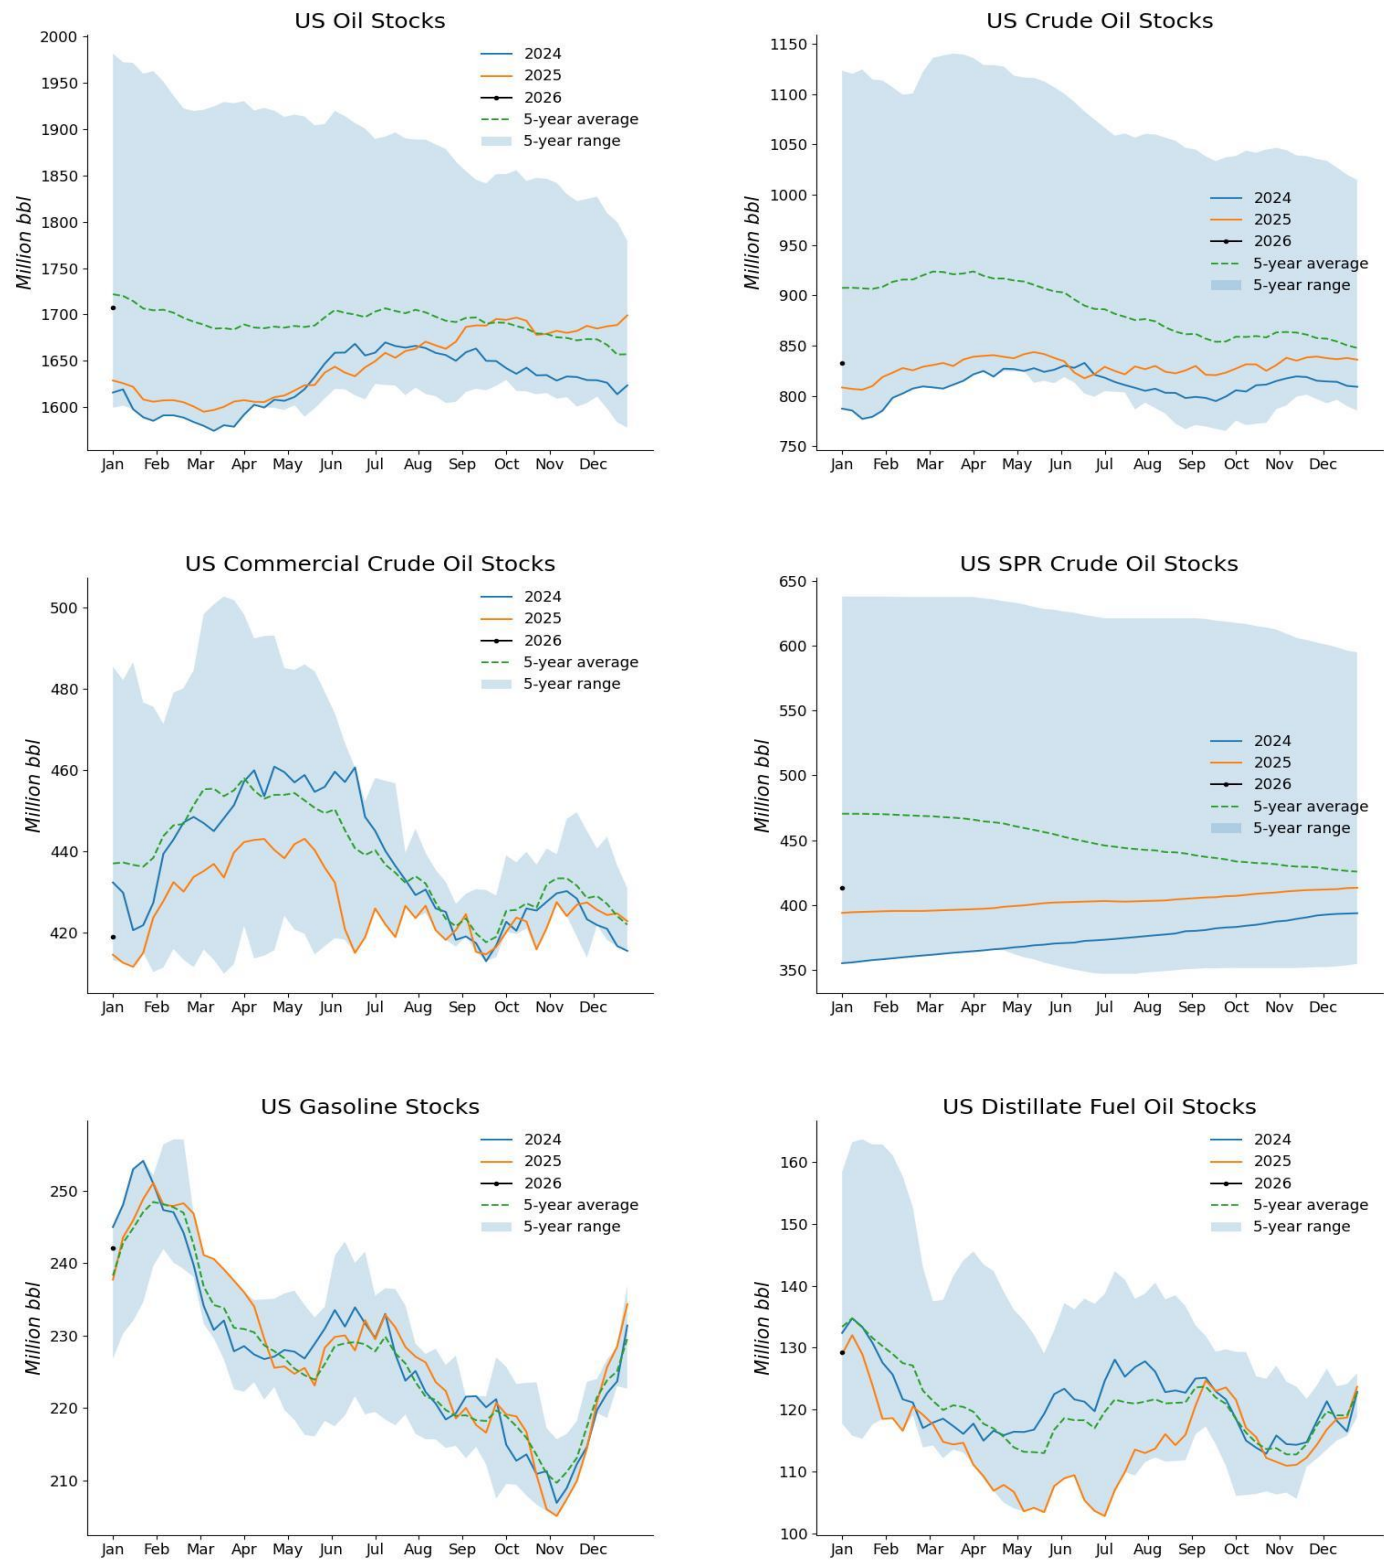 US Oil Stocks
Million bbl
2000
1950
1900
1850
1800
1750
1700
1650
1600
2024
2025
2026
5-year average
5-year range
Jan Feb Mar Apr May Jun Jul Aug Sep Oct Nov Dec
US Crude Oil Stocks
Million bbl
1150
1100
1050
1000
950
900
850
800
750
2024
2025
2026
5-year average
5-year range
Jan Feb Mar Apr May Jun Jul Aug Sep Oct Nov Dec
US Commercial Crude Oil Stocks
Million bbl
500
480
460
440
420
2024
2025
2026
5-year average
5-year range
Jan Feb Mar Apr May Jun Jul Aug Sep Oct Nov Dec
US SPR Crude Oil Stocks
Million bbl
650
600
550
500
450
400
350
2024
2025
2026
5-year average
5-year range
Jan Feb Mar Apr May Jun Jul Aug Sep Oct Nov Dec
US Gasoline Stocks
Million bbl
250
240
230
220
210
2024
2025
2026
5-year average
5-year range
Jan Feb Mar Apr May Jun Jul Aug Sep Oct Nov Dec
US Distillate Fuel Oil Stocks
Million bbl
160
150
140
130
120
110
100
2024
2025
2026
5-year average
5-year range
Jan Feb Mar Apr May Jun Jul Aug Sep Oct Nov Dec